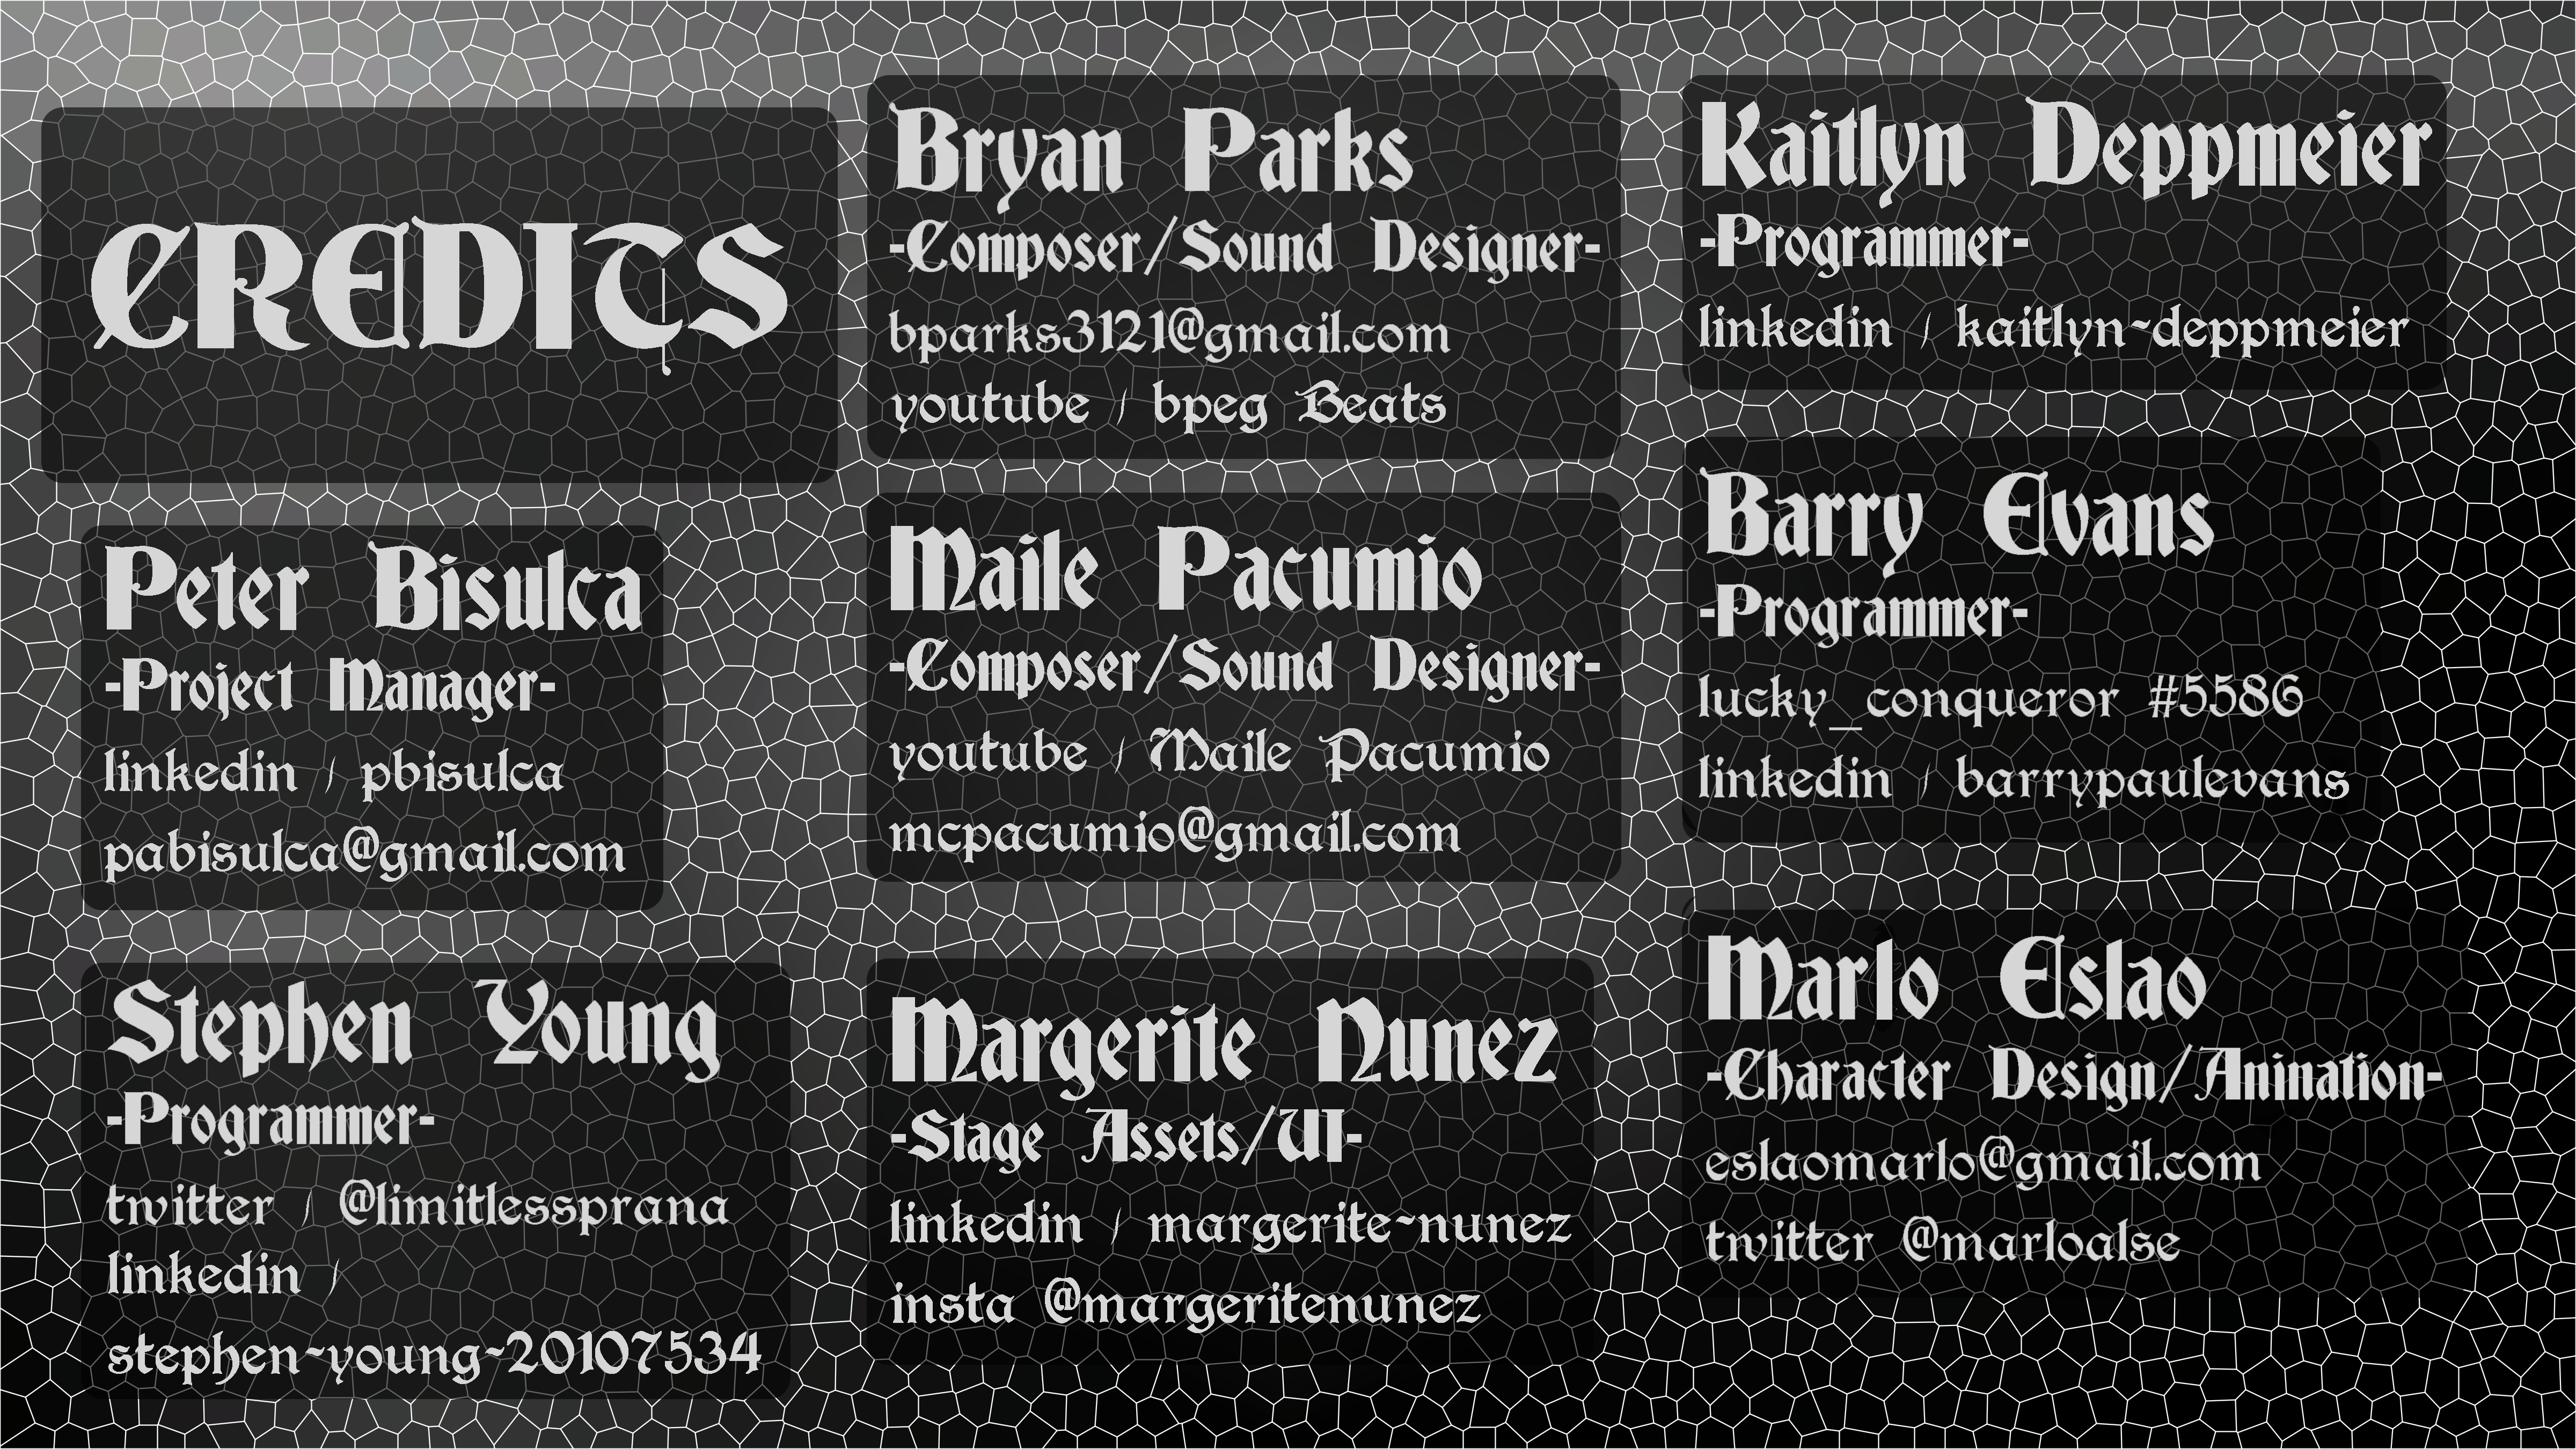 CREDITS
Peter Bisulca
-Project Manager-
linkedin / pbisulca
pabisulca@gmail.com
Stephen Young
-Programmer-
twitter / @limitlessprana
linkedin /
stephen-young-20107534
Bryan Parks
-Composer/Sound Designer-
bparks3121@gmail.com
youtube / bpeg Beats
Maile Pacumio
-Composer/Sound Designer-
youtube / Maile Pacumio
mcpacumio@gmail.com
Margerite Nunez
-Stage Assets/UI-
linkedin / margerite-nunez
insta @margeritenunez
Kaitlyn Deppmeier
-Programmer-
linkedin / kaitlyn-deppmeier
Barry Evans
-Programmer-
lucky_conqueror #5586
linkedin / barrypaulevans
Marlo Eslao
-Character Design/Anination-
eslaomarlo@gmail.com
twitter @marloalse